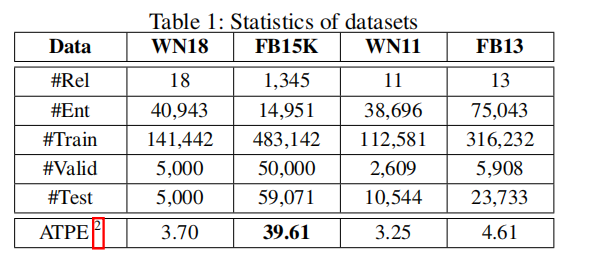 Table 1: Statistics of datasets
Data WN18 FB15K WN11 FB13
#Rel 18 1,345 11 13
#Ent 40,943 14,951 38,696 75,043
#Train 141,442 483,142 112,581 316,232
#Valid 5,000 50,000 2,609 5,908
#Test 5,000 59,071 10,544 23,733
ATPE 2 3.70 39.61 3.25 4.61